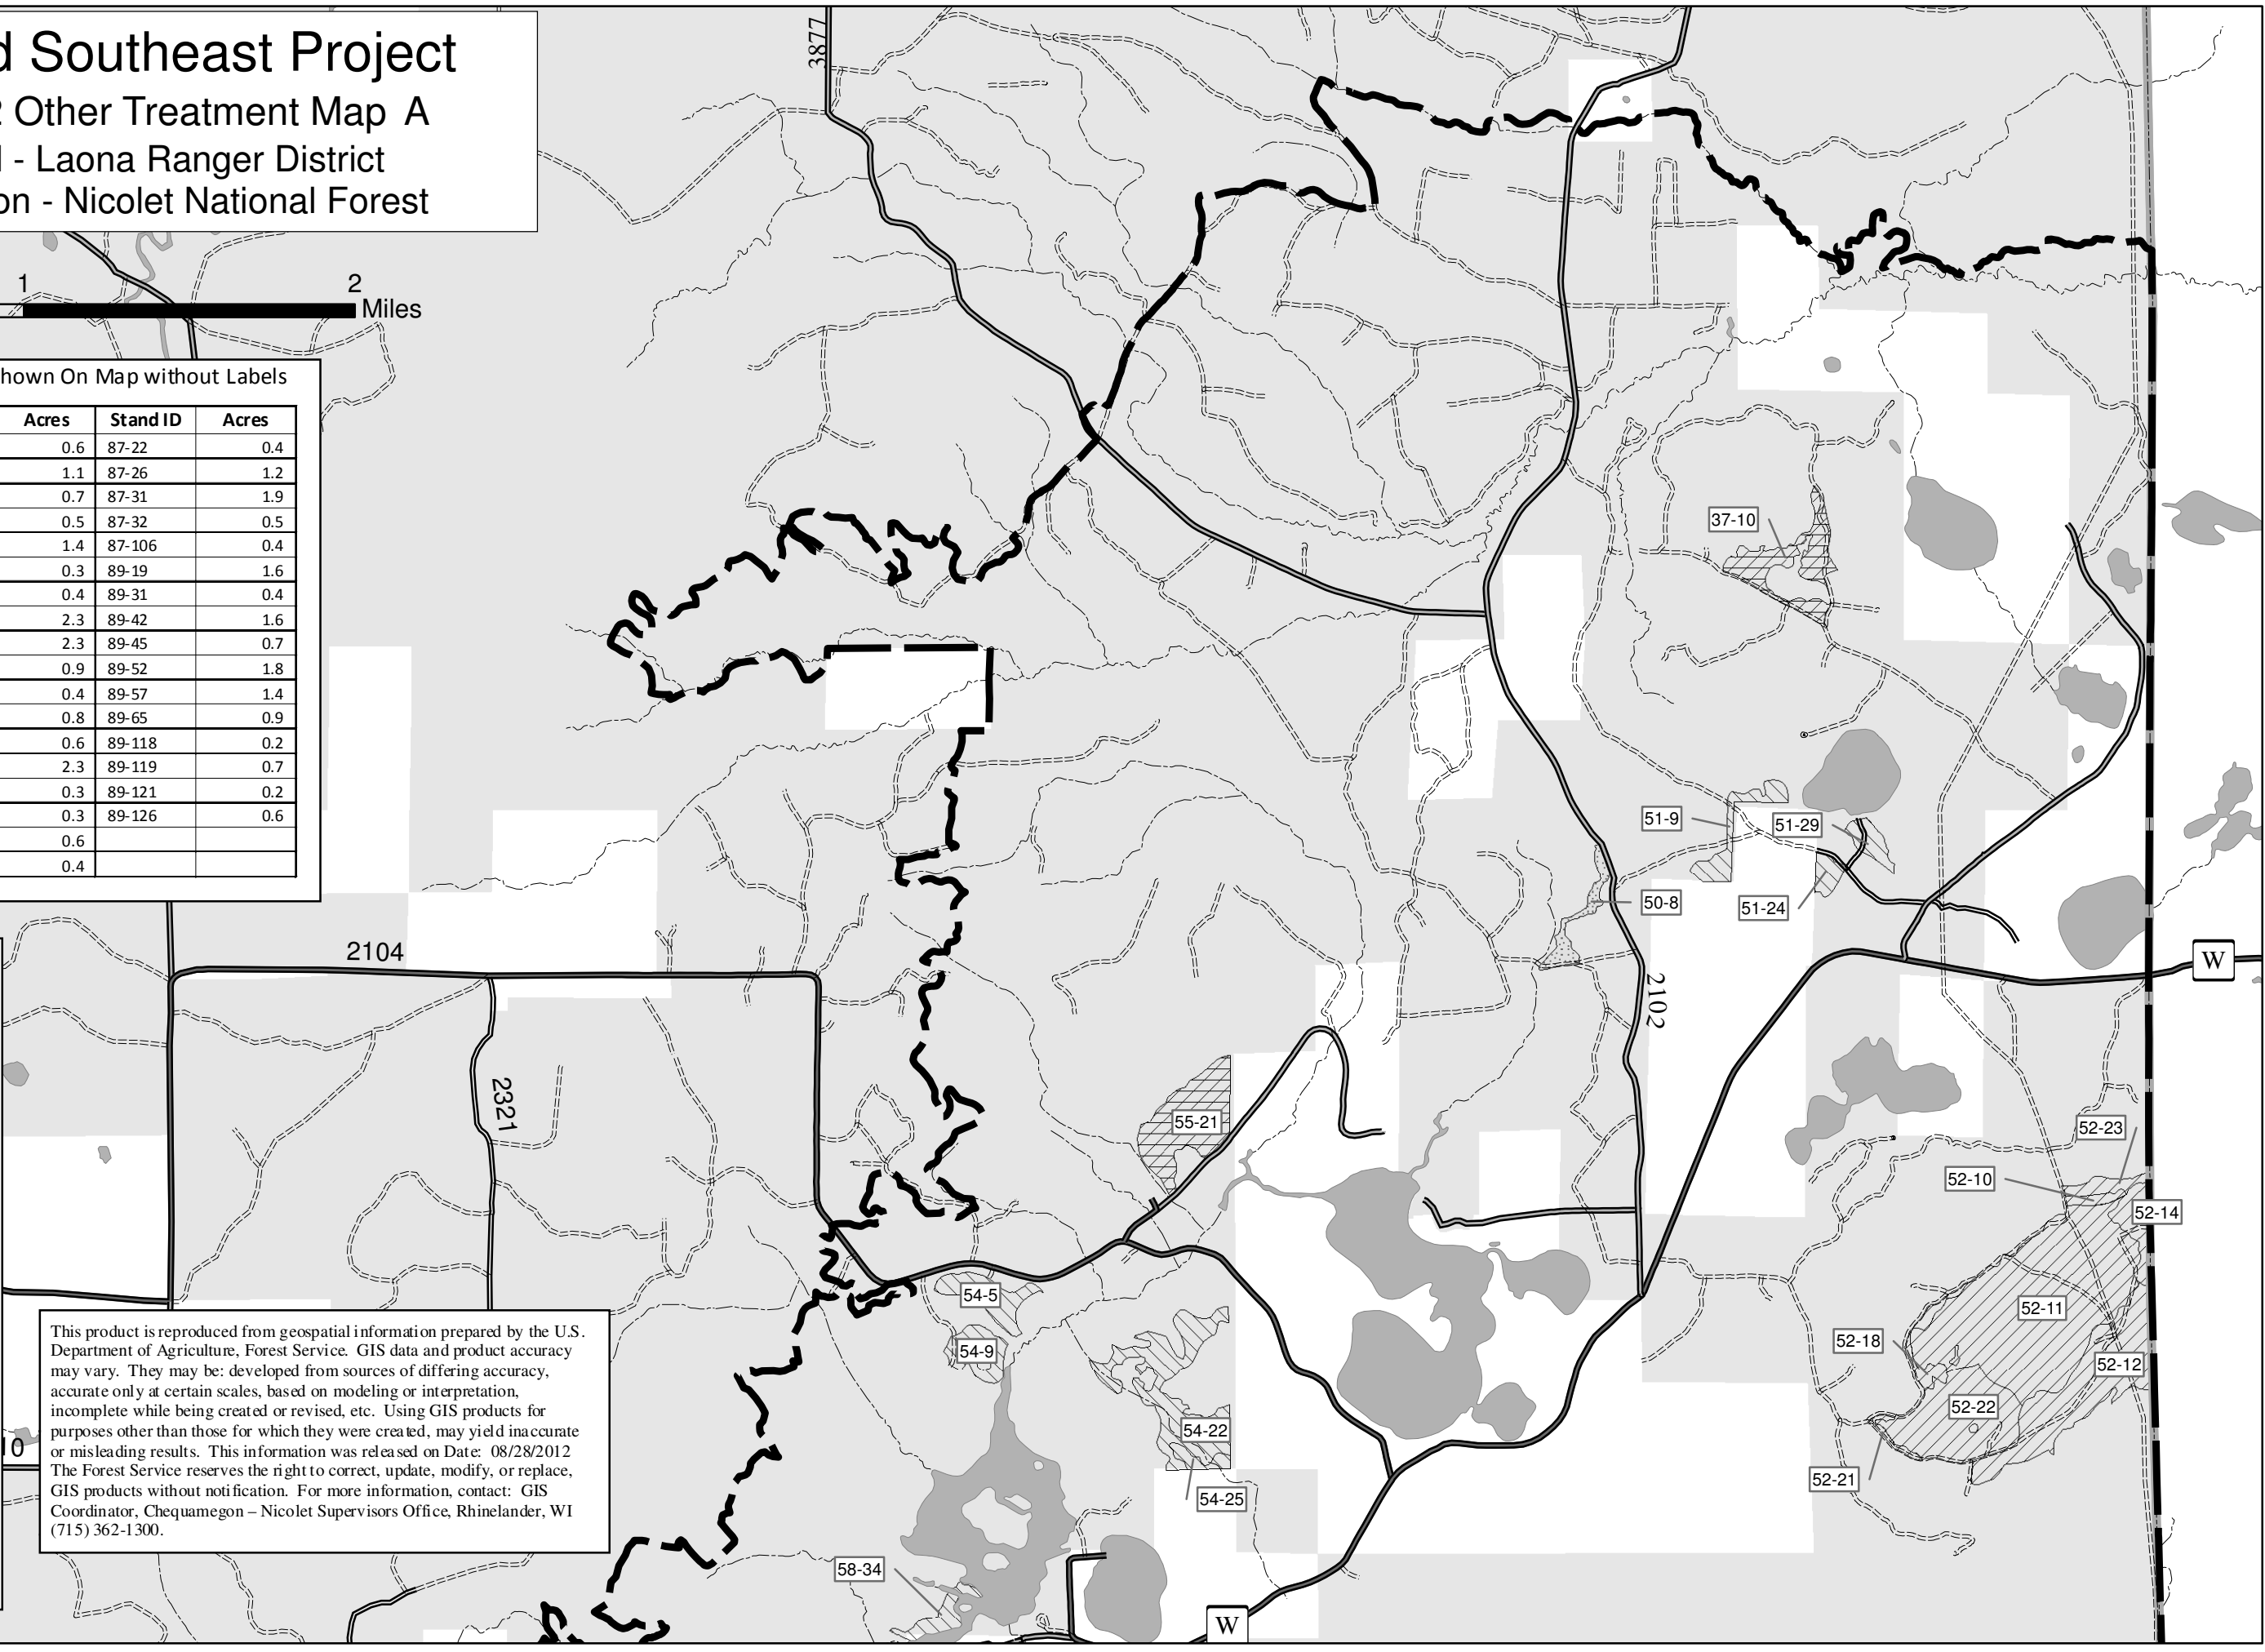 d Southeast Project
2 Other Treatment Map A
l - Laona Ranger District
on - Nicolet National Forest
1 2
Miles
hown On Map without Labels
Acres Stand ID Acres
0.6 87-22 0.4
1.1 87-26 1.2
0.7 87-31 1.9
0.5 87-32 0.5
1.4 87-106 0.4
0.3 89-19 1.6
0.4 89-31 0.4
2.3 89-42 1.6
2.3 89-45 0.7
0.9 89-52 1.8
0.4 89-57 1.4
0.8 89-65 0.9
0.6 89-118 0.2
2.3 89-119 0.7
0.3 89-121 0.2
0.3 89-126 0.6
0.6
0.4
3877
37-10
51-9
51-29
50-8
51-24
2104
W
2102
2321
55-21
52-23
52-10
52-14
54-5
52-11
52-18
54-9
52-12
52-22
54-22
52-21
54-25
10
This product is reproduced from geospatial information prepared by the U.S.
Department of Agriculture, Forest Service. GIS data and product accuracy
may vary. They may be: developed from sources of differing accuracy,
accurate only at certain scales, based on modeling or interpretation,
incomplete while being created or revised, etc. Using GIS products for
purposes other than those for which they were created, may yield inaccurate
or misleading results. This information was released on Date: 08/28/2012
The Forest Service reserves the right to correct, update, modify, or replace,
GIS products without notification. For more information, contact: GIS
Coordinator, Chequamegon – Nicolet Supervisors Office, Rhinelander, WI
(715) 362-1300.
58-34
W